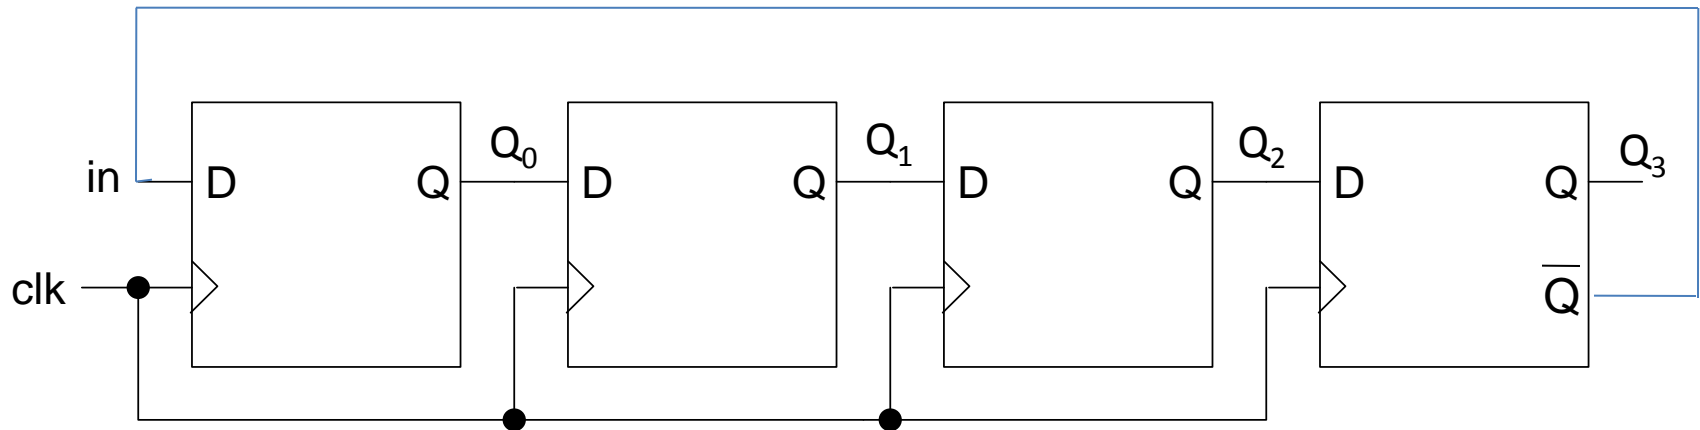 Q₀ Q₁ Q₂ Q₃
in D Q D Q D Q D Q
clk Q̅